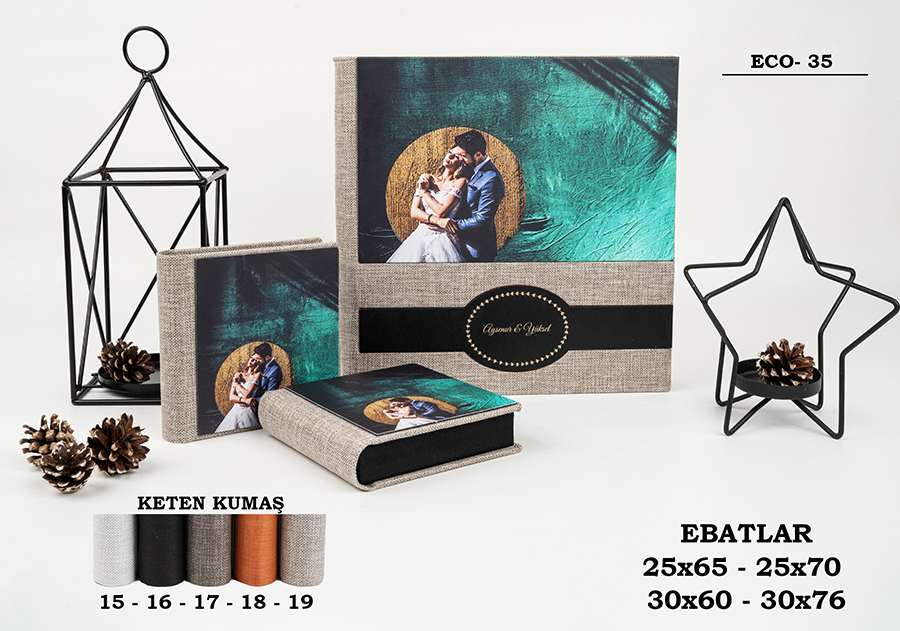 ECO- 35
Aysenur & Yüksel
KETEN KUMAŞ
15 - 16 - 17 - 18 - 19
EBATLAR
25x65 - 25x70
30x60 - 30x76